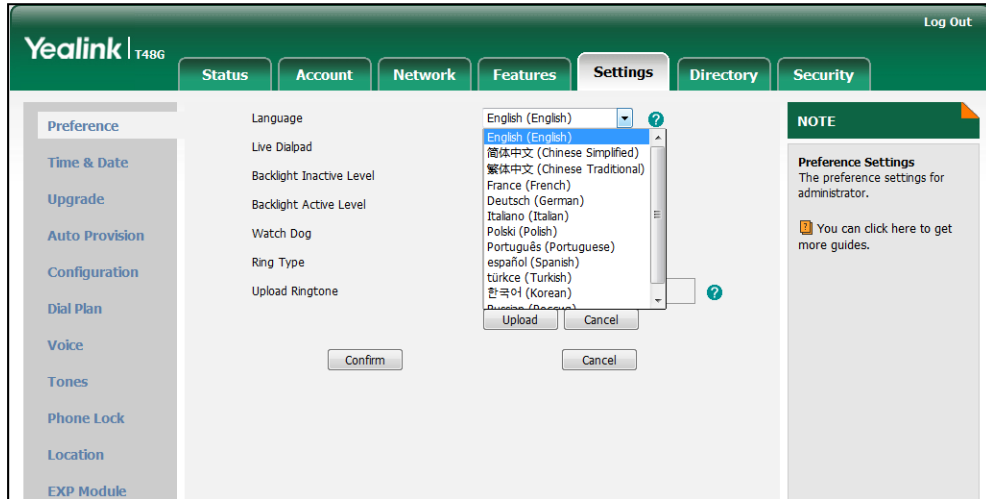 Log Out
Yealink | T48G
Status
Account
Network
Features
Settings
Directory
Security
Preference
Time & Date
Upgrade
Auto Provision
Configuration
Dial Plan
Voice
Tones
Phone Lock
Location
EXP Module
Language
Live Dialpad
Backlight Inactive Level
Backlight Active Level
Watch Dog
Ring Type
Upload Ringtone
English (English)
English (English)
简体中文 (Chinese Simplified)
繁体中文 (Chinese Traditional)
France (French)
Deutsch (German)
Italiano (Italian)
Polski (Polish)
Português (Portuguese)
español (Spanish)
türkce (Turkish)
한국어 (Korean)
Upload
Cancel
Confirm
Cancel
NOTE
Preference Settings
The preference settings for
administrator.
You can click here to get
more guides.